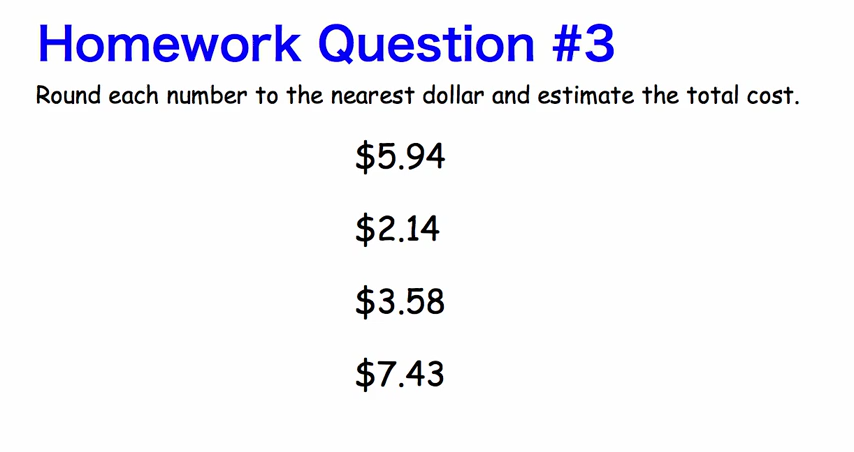 Homework Question #3
Round each number to the nearest dollar and estimate the total cost.
$5.94
$2.14
$3.58
$7.43